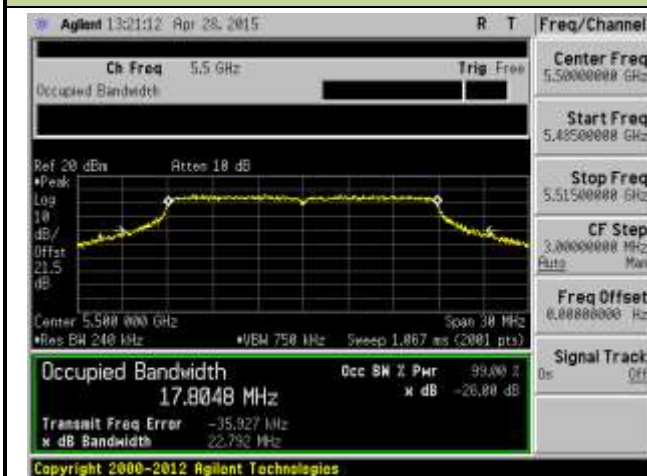 Agilent 13:21:12 Apr 28, 2015 R T
Ch Freq 5.5 GHz Trig Free
Occupied Bandwidth
Ref 20 dBm Atten 10 dB
•Peak
Log
10
dB/
Offst
21.5
dB
Center 5.500 000 GHz Span 30 MHz
•Res BW 240 kHz •VBW 750 kHz Sweep 1.067 ms (2001 pts)
Occupied Bandwidth Occ BW % Pwr 99.00 %
17.8048 MHz x dB -26.00 dB
Transmit Freq Error -35.927 kHz
x dB Bandwidth 22.792 MHz
Copyright 2000-2012 Agilent Technologies
Freq/Channel
Center Freq
5.50000000 GHz
Start Freq
5.48500000 GHz
Stop Freq
5.51500000 GHz
CF Step
3.00000000 MHz
Auto Man
Freq Offset
0.00000000 Hz
Signal Track
On Off